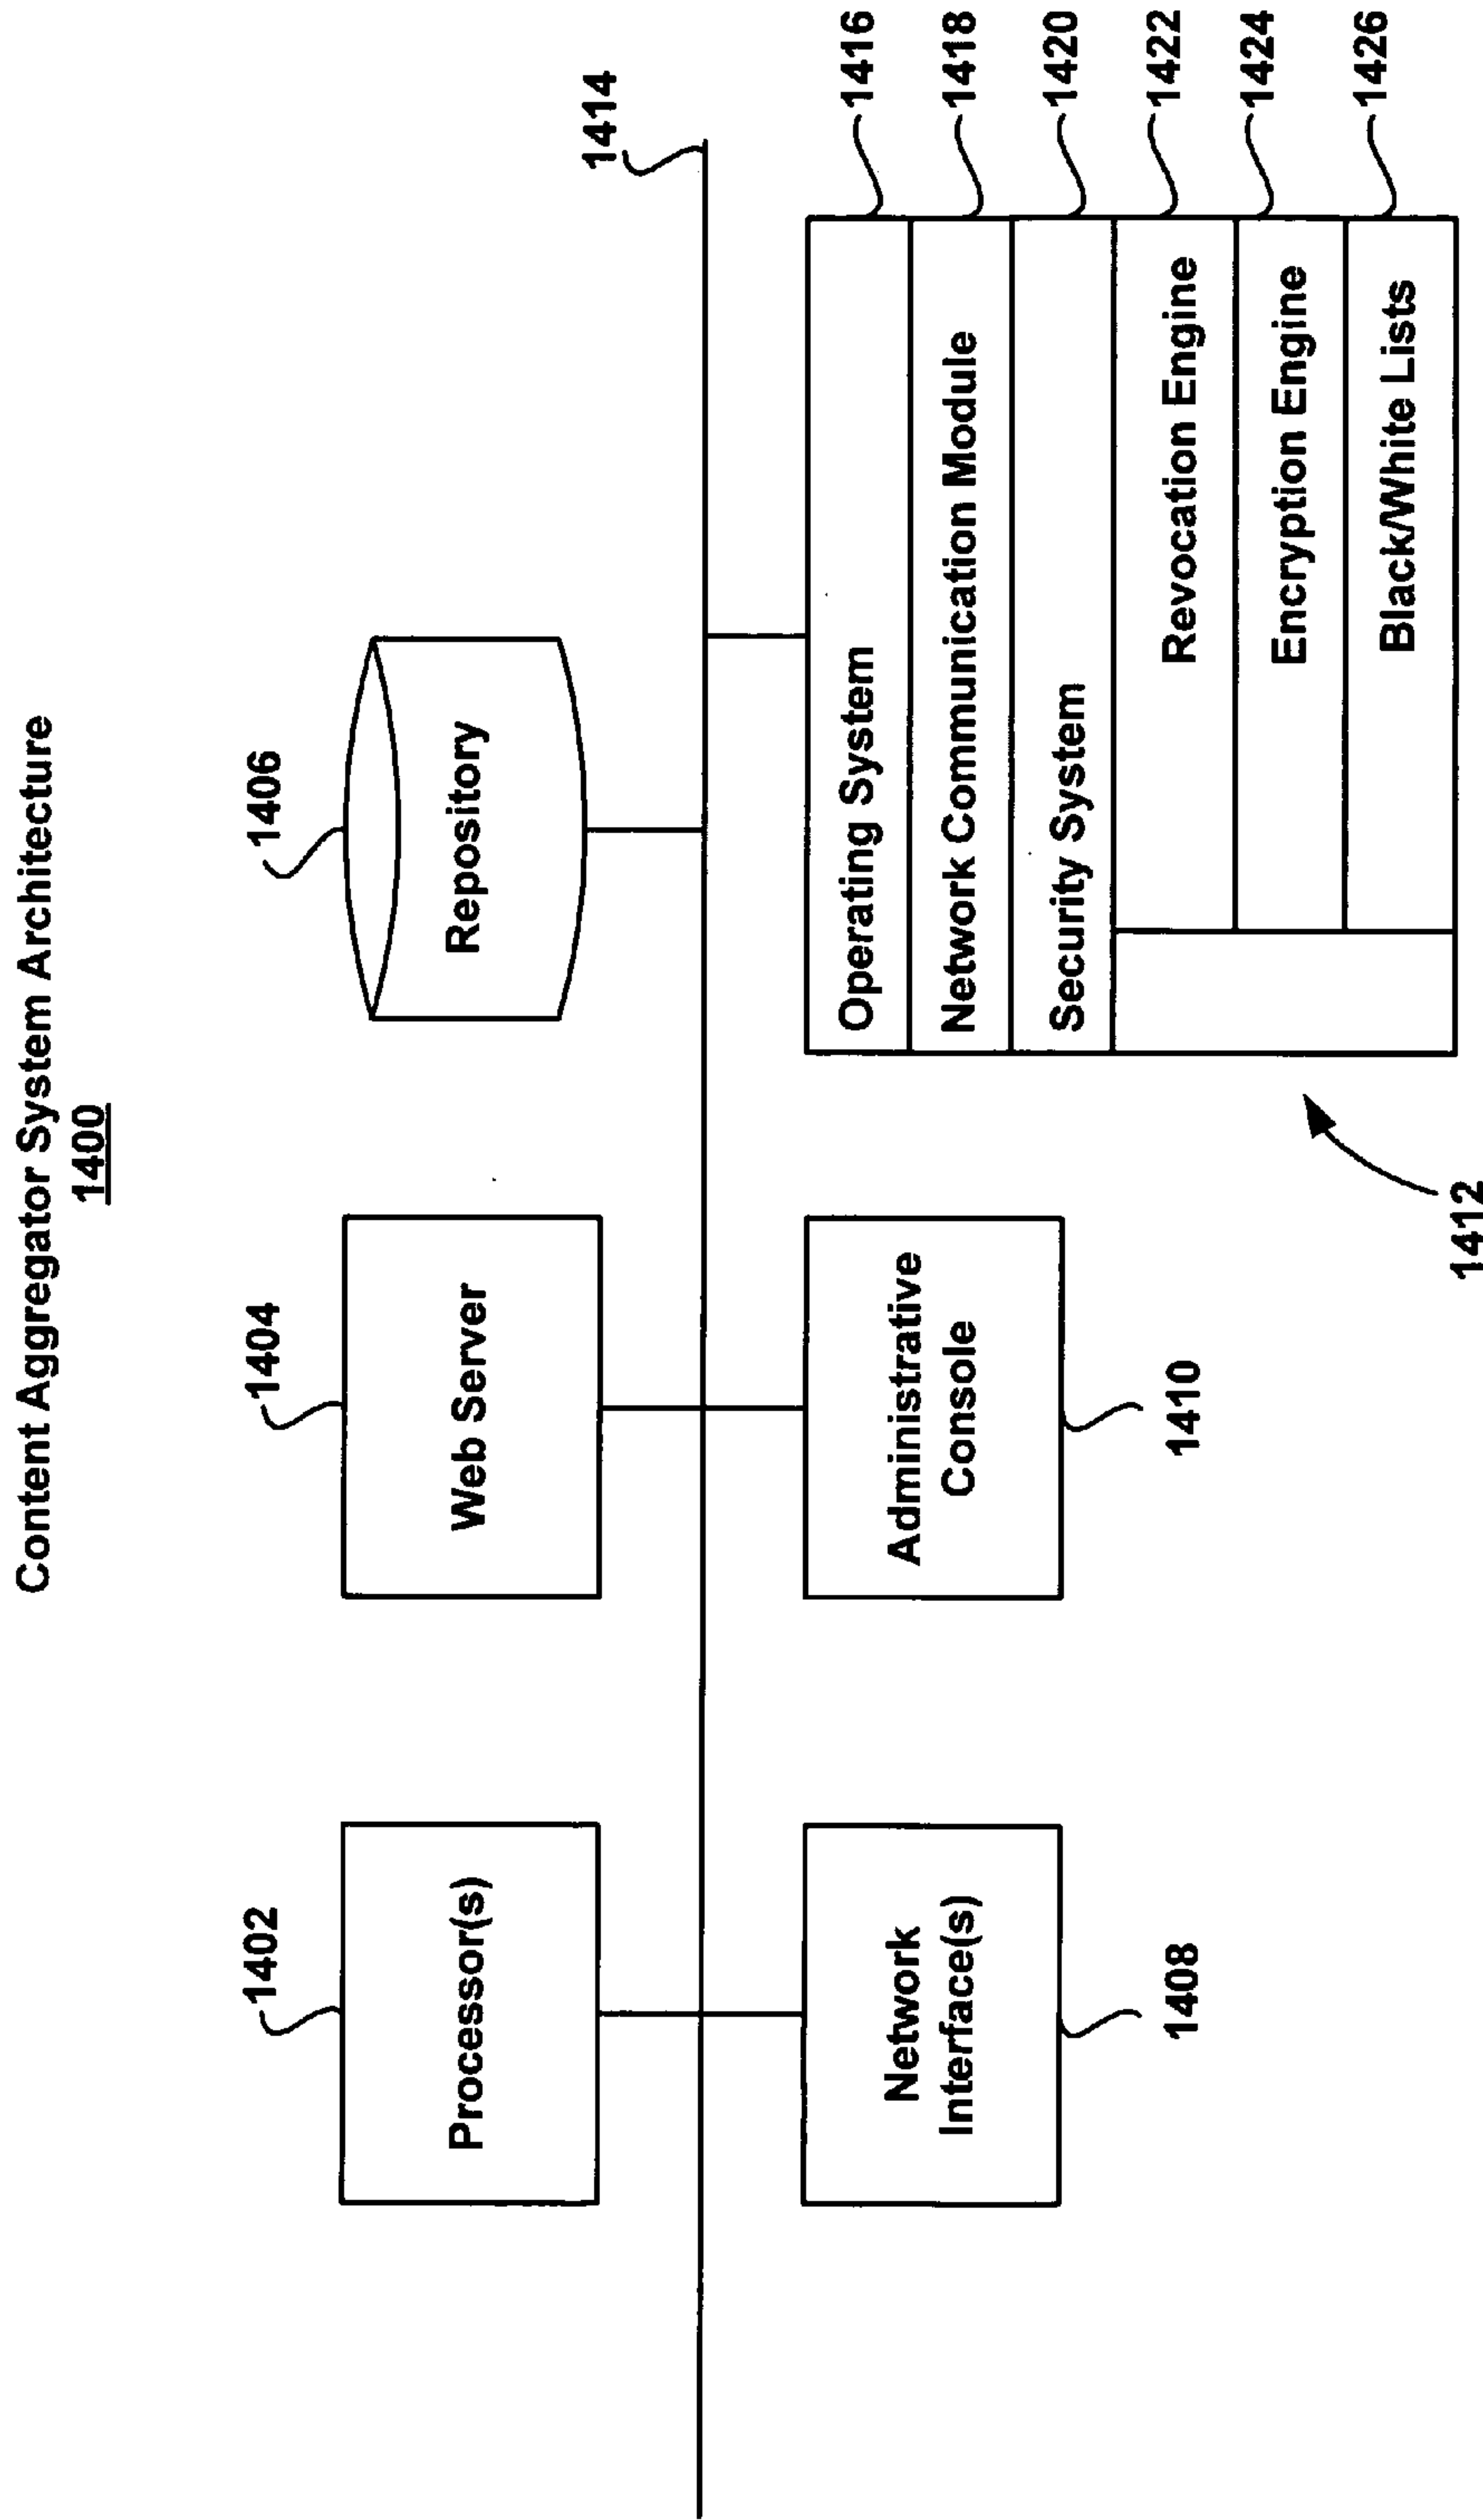 Content Aggregator System Architecture
1400
1402
Processor(s)
1404
Web Server
1406
Repository
1414
Network
Interface(s)
1408
Administrative
Console
1410
Operating System
1416
Network Communication Module
1418
Security System
1420
Revocation Engine
1422
Encryption Engine
1424
Black/White Lists
1426
1412